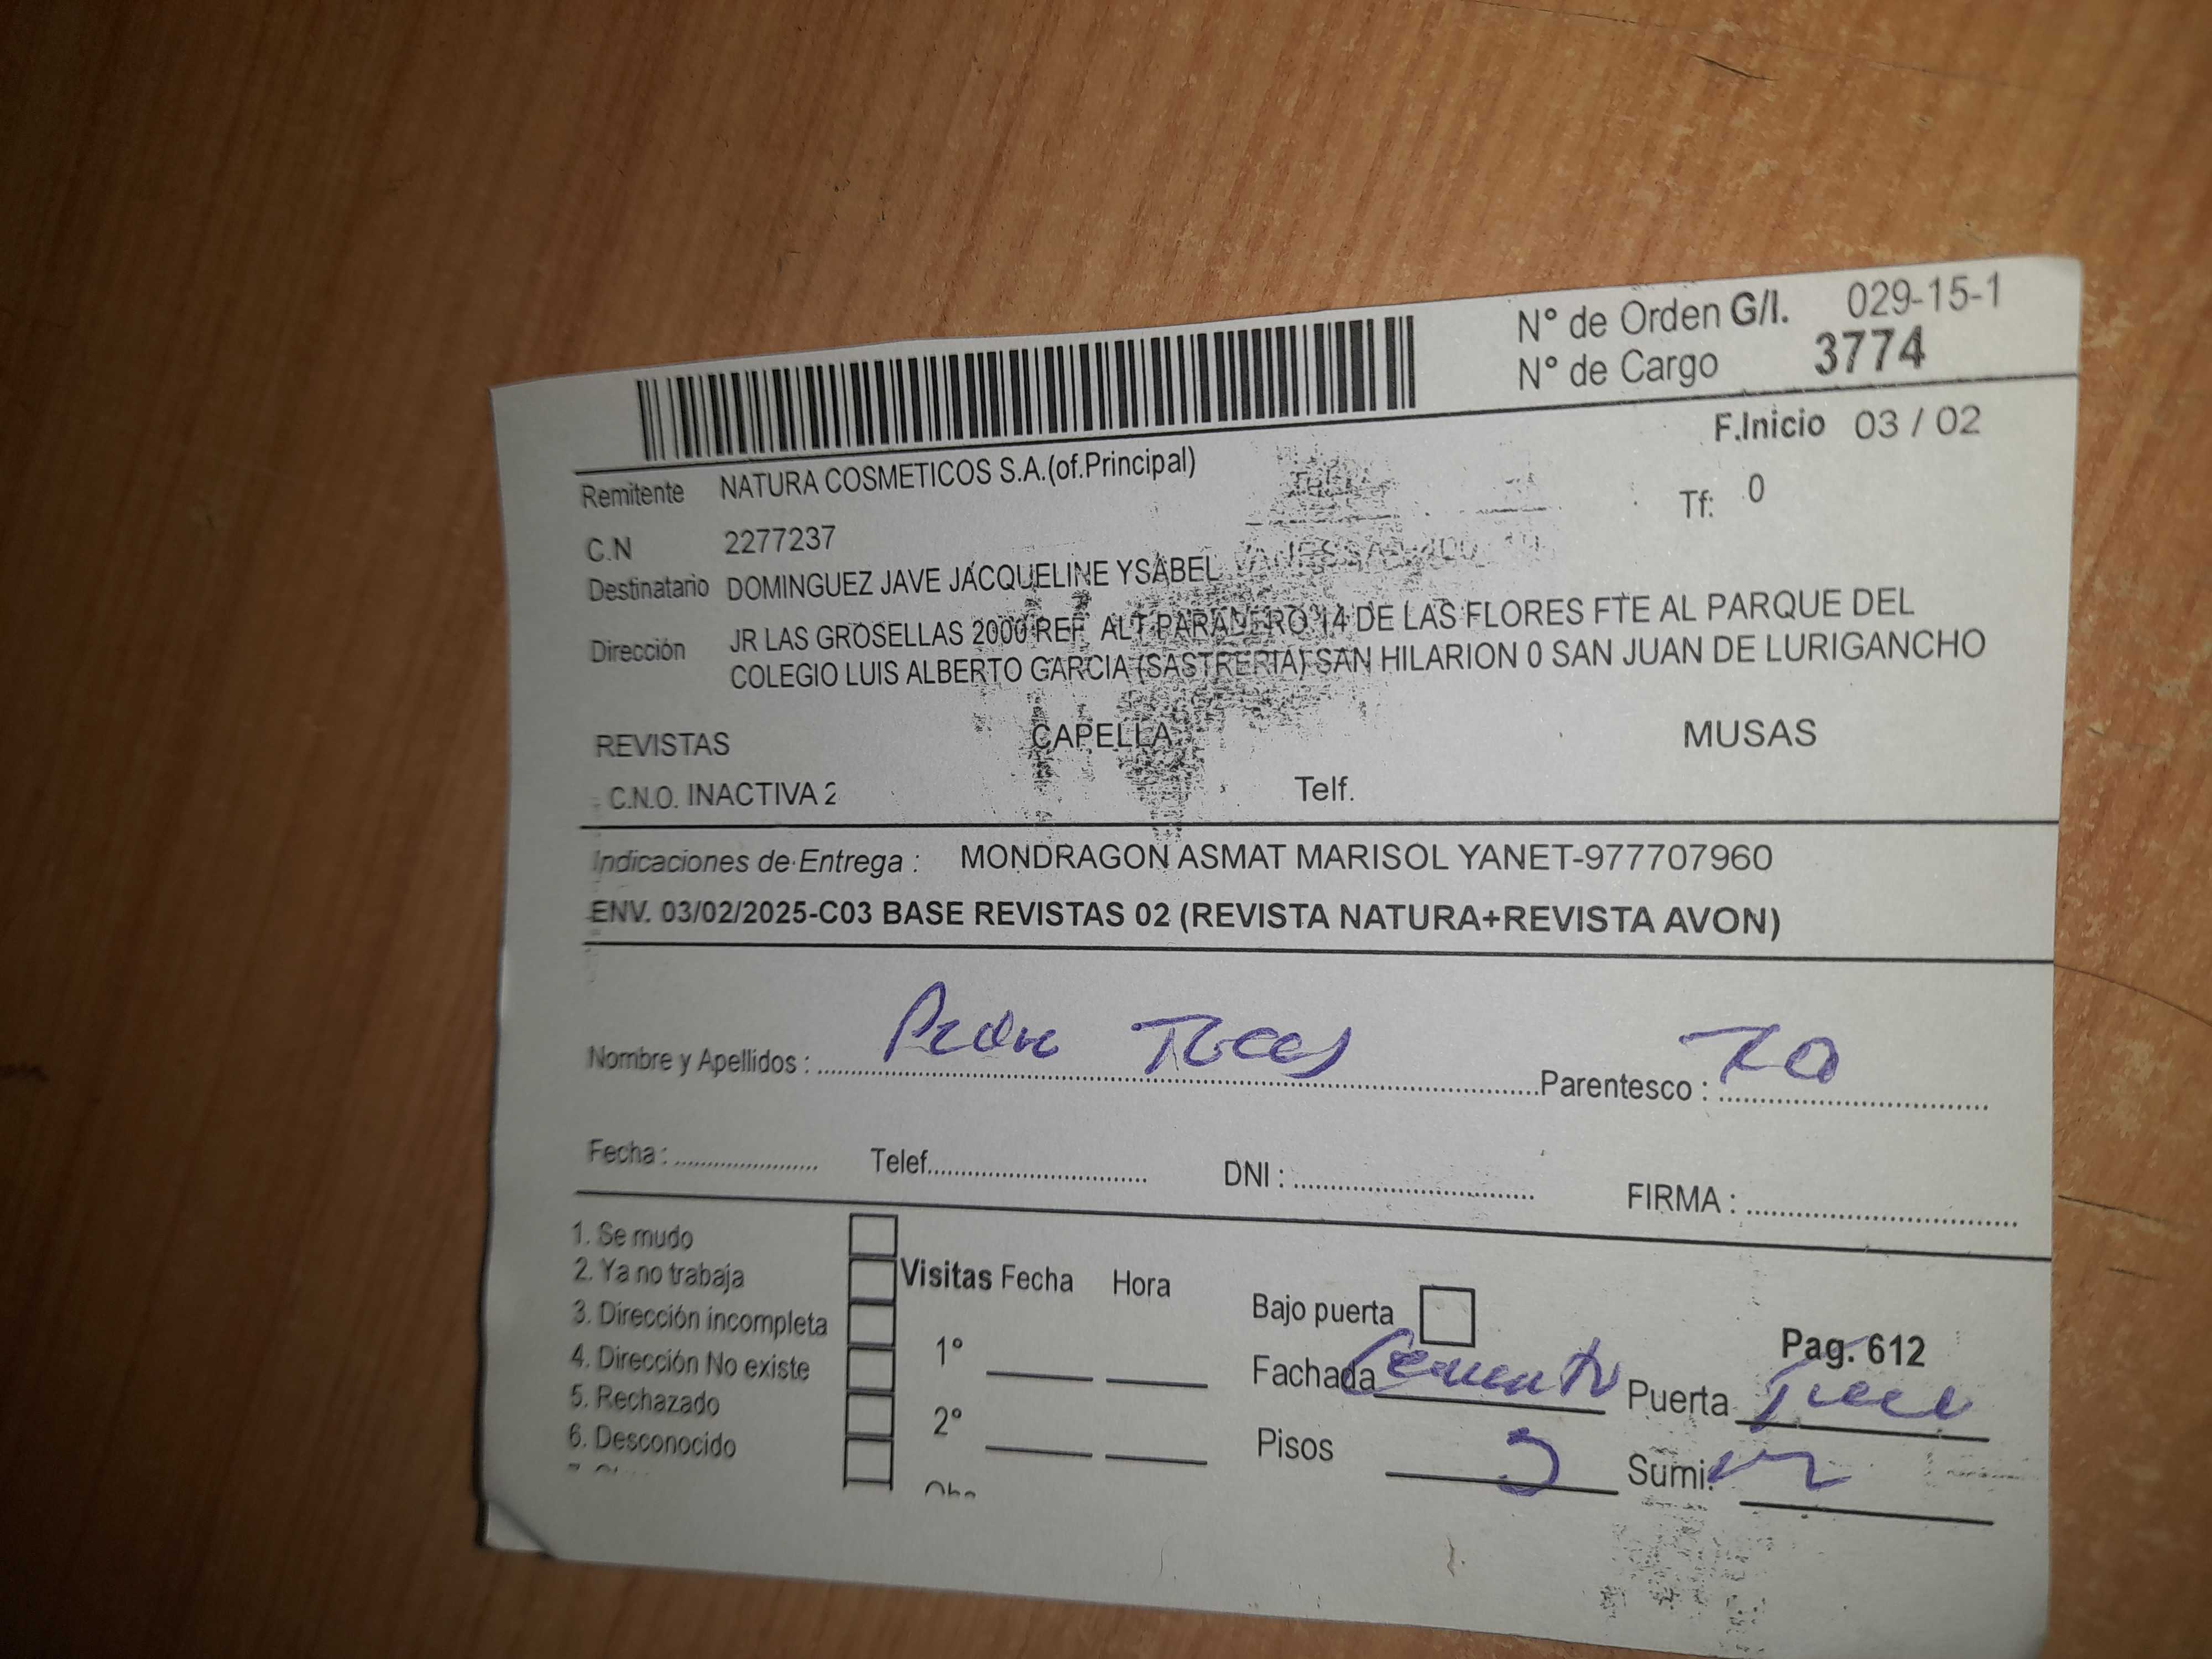 N° de Orden G/I. 029-15-1
N° de Cargo 3774
F.Inicio 03 / 02
Remitente NATURA COSMETICOS S.A.(of.Principal)
Tf: 0
C.N 2277237
Destinatario DOMINGUEZ JAVE JACQUELINE YSABEL
Dirección JR LAS GROSELLAS 2000 REF. ALT PARADERO 14 DE LAS FLORES FTE AL PARQUE DEL
COLEGIO LUIS ALBERTO GARCIA (SASTRERIA) SAN HILARION 0 SAN JUAN DE LURIGANCHO
REVISTAS CAPELLA MUSAS
C.N.O. INACTIVA 2 Telf.
Indicaciones de Entrega : MONDRAGON ASMAT MARISOL YANET-977707960
ENV. 03/02/2025-C03 BASE REVISTAS 02 (REVISTA NATURA+REVISTA AVON)
Nombre y Apellidos : Parentesco :
Fecha : Telef. DNI : FIRMA :
1. Se mudo
2. Ya no trabaja Visitas Fecha Hora
3. Dirección incompleta Bajo puerta
4. Dirección No existe 1° Fachada Cemento Puerta Pag. 612
5. Rechazado 2°
6. Desconocido Pisos Sumi.